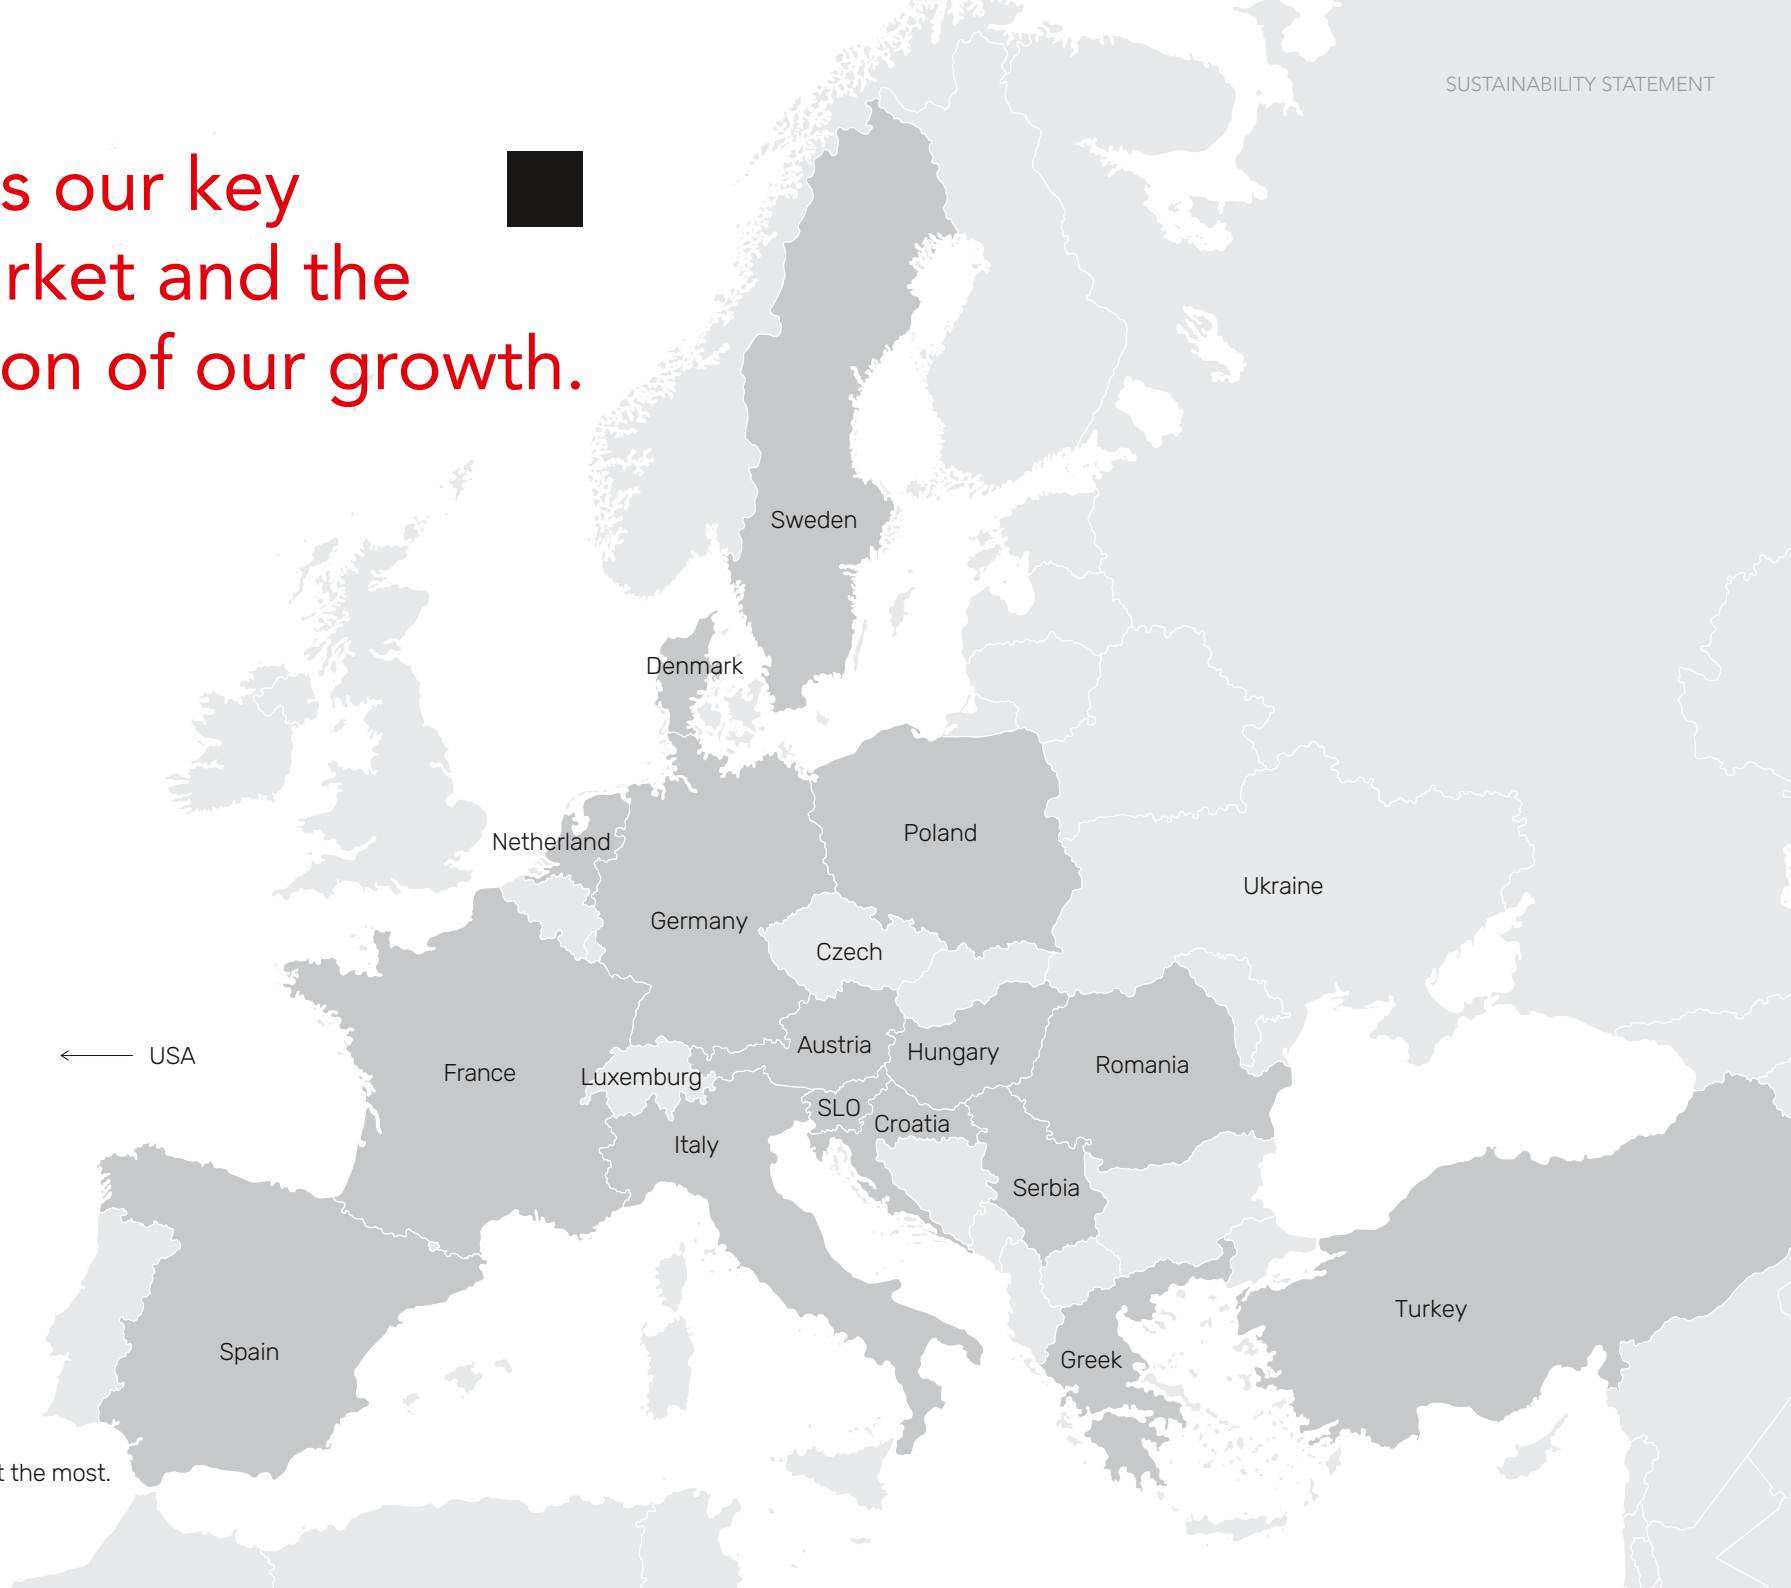 SUSTAINABILITY STATEMENT
s our key
rket and the
on of our growth.
Sweden
Denmark
Netherland
Poland
Ukraine
Germany
Czech
USA
France
Luxemburg
Austria
Hungary
Romania
SLO
Croatia
Italy
Serbia
Spain
Greek
Turkey
t the most.